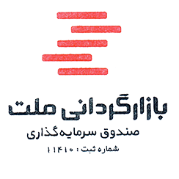 بازارگردانی ملت
صندوق سرمایه‌گذاری
شماره ثبت : ۱۱۴۱۰